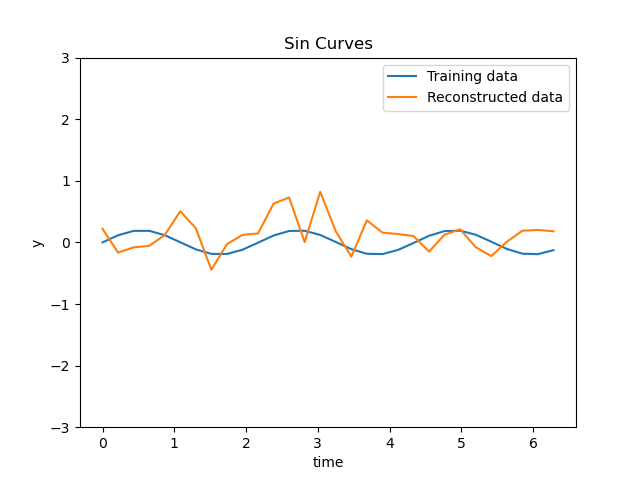 Sin Curves
Training data
Reconstructed data
3
2
1
0
−1
−2
−3
y
0 1 2 3 4 5 6
time